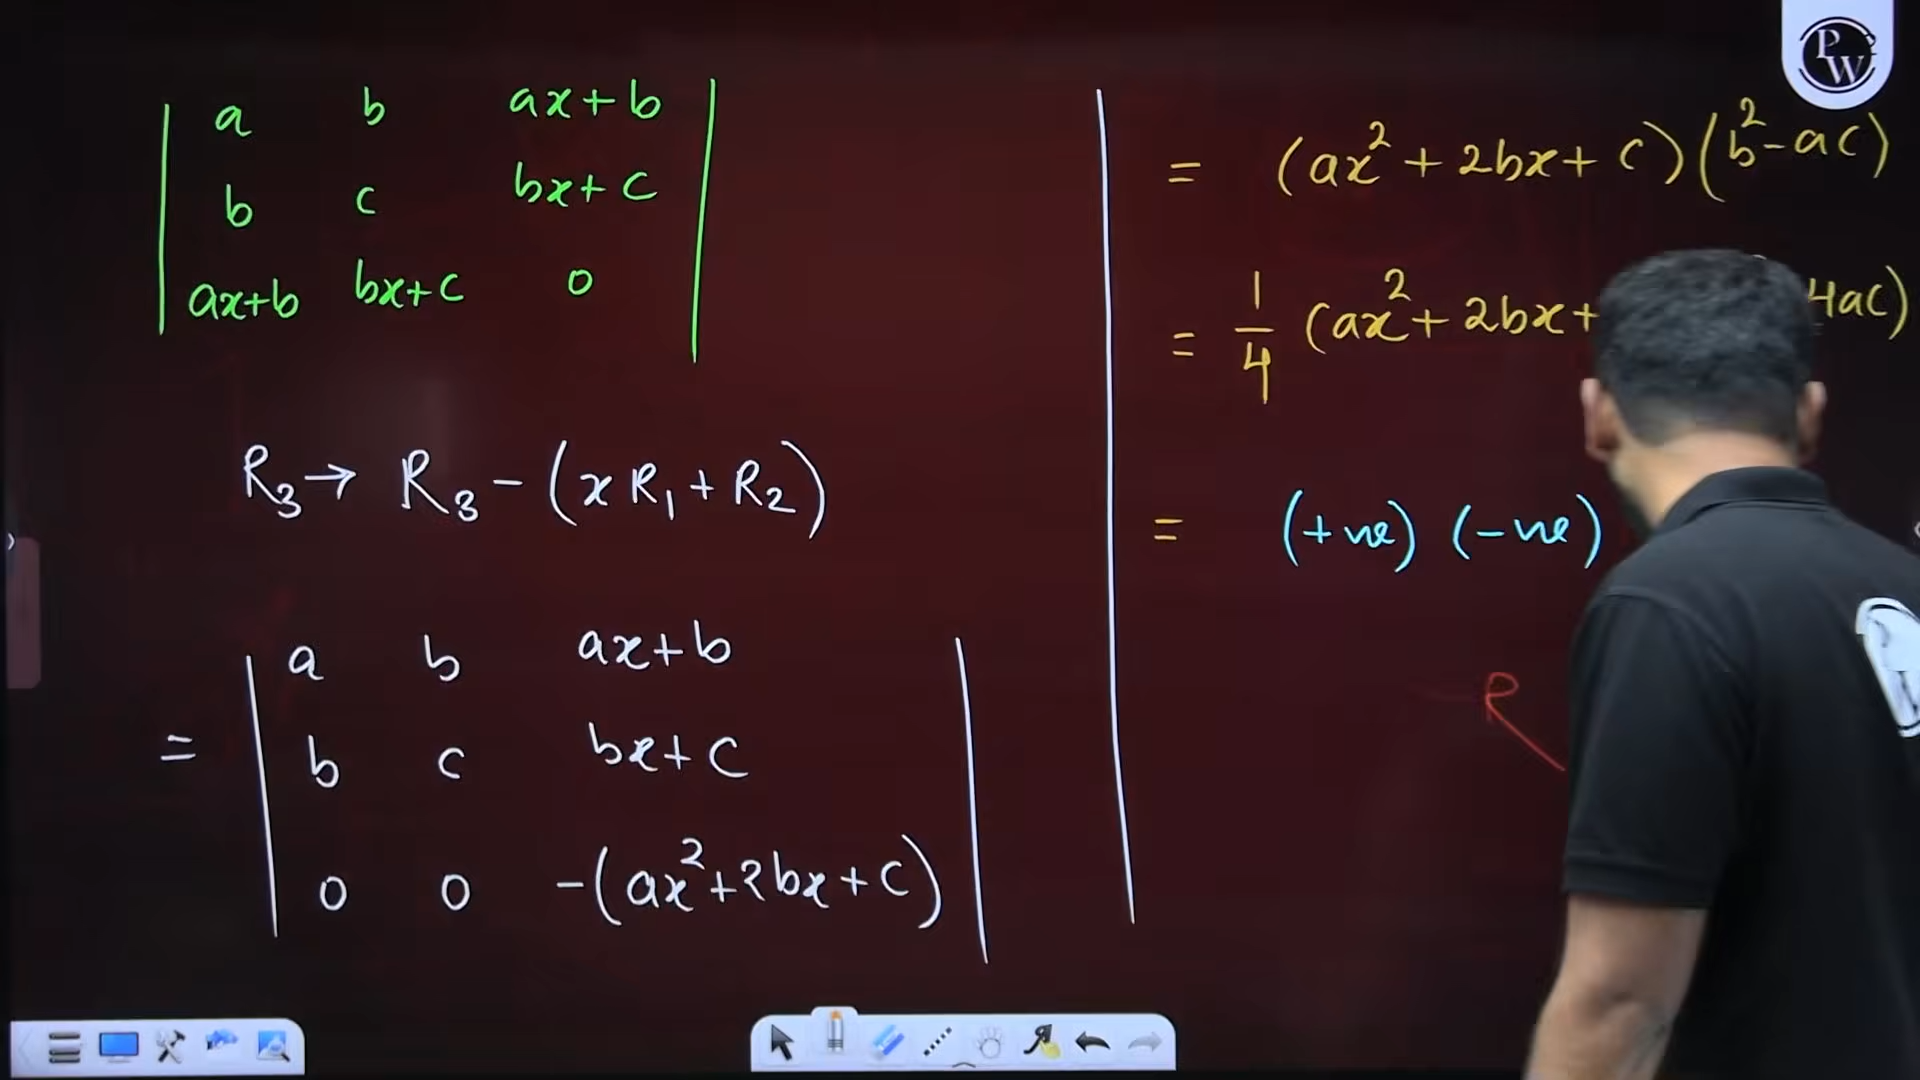 a b ax+b
b c bx+c
ax+b bx+c 0
R₃→ R₃-(xR₁+R₂)
a b ax+b
= b c bx+c
0 0 -(ax²+2bx+c)
= (ax²+2bx+c)(b²-ac)
= 1/4 (ax²+2bx+ 4ac)
= (+ve) (-ve)
PW